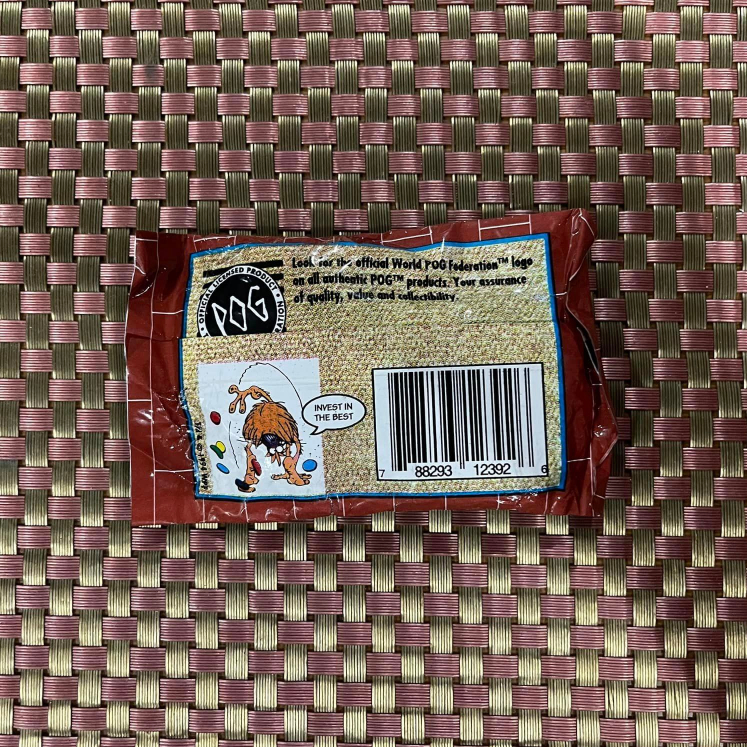 Look for the official World POG Federation™ logo
on all authentic POG™ products. Your assurance
of quality, value and collectibility.
OFFICIAL LICENSED PRODUCT •
POG
INVEST IN
THE BEST
7 88293 12392 6